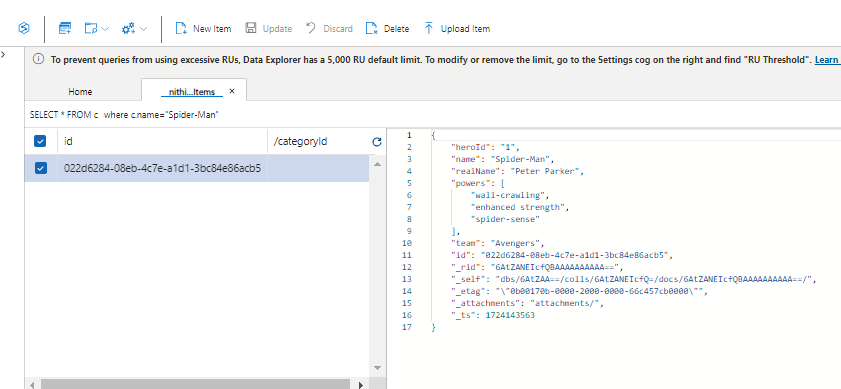 New Item Update Discard Delete Upload Item
To prevent queries from using excessive RUs, Data Explorer has a 5,000 RU default limit. To modify or remove the limit, go to the Settings cog on the right and find "RU Threshold". Learn
Home nithi...Items ×
SELECT * FROM c where c.name="Spider-Man"
id /categoryId
022d6284-08eb-4c7e-a1d1-3bc84e86acb5
1 {
2 "heroId": "1",
3 "name": "Spider-Man",
4 "realName": "Peter Parker",
5 "powers": [
6 "wall-crawling",
7 "enhanced strength",
8 "spider-sense"
9 ],
10 "team": "Avengers",
11 "id": "022d6284-08eb-4c7e-a1d1-3bc84e86acb5",
12 "_rid": "6AtZANEIcfQBAAAAAAAAAA==",
13 "_self": "dbs/6AtZAA==/colls/6AtZANEIcfQ=/docs/6AtZANEIcfQBAAAAAAAAAA==/",
14 "_etag": "\"0b00170b-0000-2000-0000-66c457cb0000\"",
15 "_attachments": "attachments/",
16 "_ts": 1724143563
17 }